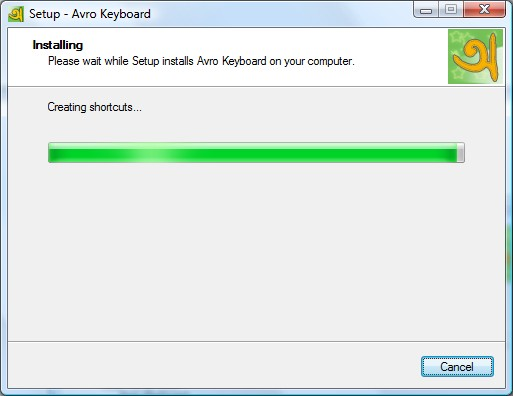 Setup - Avro Keyboard
Installing
Please wait while Setup installs Avro Keyboard on your computer.
অ
Creating shortcuts...
Cancel